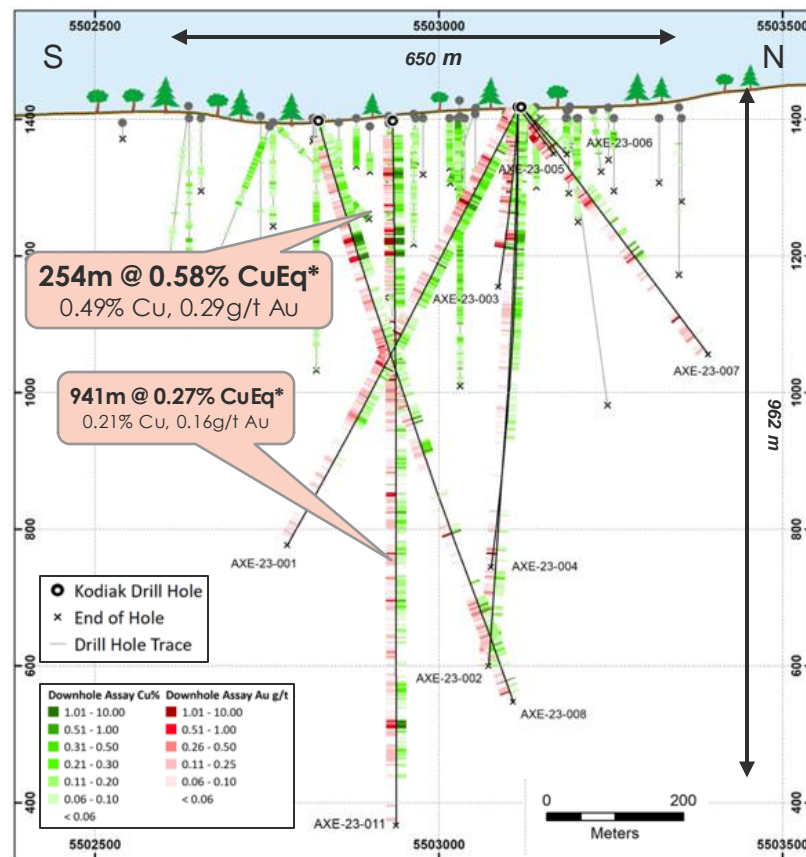 5502500
5503000
5503500
S
650 m
N
1400
1400
AXE-23-006
AXE-23-005
254m @ 0.58% CuEq*
0.49% Cu, 0.29g/t Au
1200
1200
AXE-23-003
AXE-23-007
941m @ 0.27% CuEq*
0.21% Cu, 0.16g/t Au
1000
1000
962 m
800
800
AXE-23-001
AXE-23-004
Kodiak Drill Hole
End of Hole
Drill Hole Trace
600
600
AXE-23-002
AXE-23-008
Downhole Assay Cu% Downhole Assay Au g/t
1.01 - 10.00 1.01 - 10.00
0.51 - 1.00 0.51 - 1.00
0.31 - 0.50 0.26 - 0.50
0.21 - 0.30 0.11 - 0.25
0.11 - 0.20 0.06 - 0.10
0.06 - 0.10 < 0.06
< 0.06
0 200
Meters
400
400
AXE-23-011
5502500
5503000
5503500